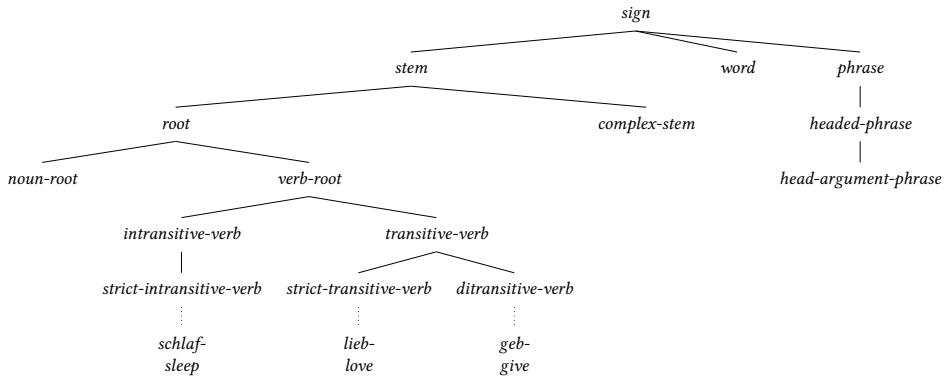 sign
stem word phrase
root complex-stem headed-phrase
noun-root verb-root head-argument-phrase
intransitive-verb transitive-verb
strict-intransitive-verb strict-transitive-verb ditransitive-verb
schlaf- lieb- geb-
sleep love give